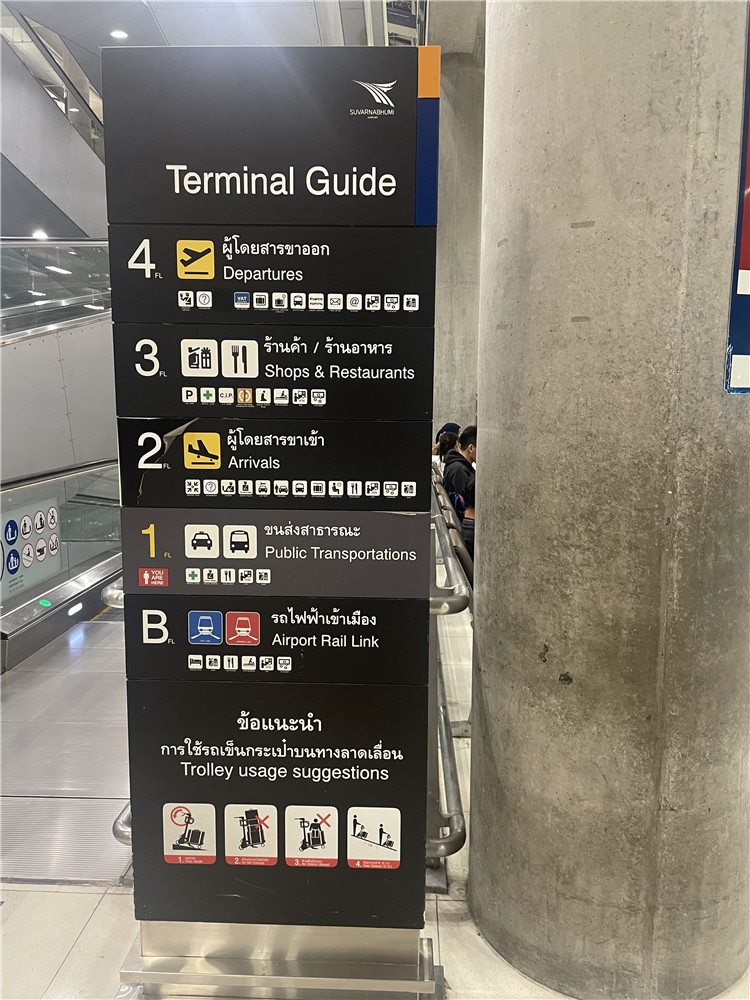 SUVARNABHUMI
AIRPORT
Terminal Guide
4 FL
ผู้โดยสารขาออก
Departures
VAT
@
3 FL
ร้านค้า / ร้านอาหาร
Shops & Restaurants
P
C.I.P.
2 FL
ผู้โดยสารขาเข้า
Arrivals
1 FL
ขนส่งสาธารณะ
Public Transportations
YOU ARE HERE
B FL
รถไฟฟ้าเข้าเมือง
Airport Rail Link
ข้อแนะนำ
การใช้รถเข็นกระเป๋าบนทางลาดเลื่อน
Trolley usage suggestions
1.
2.
3.
4.